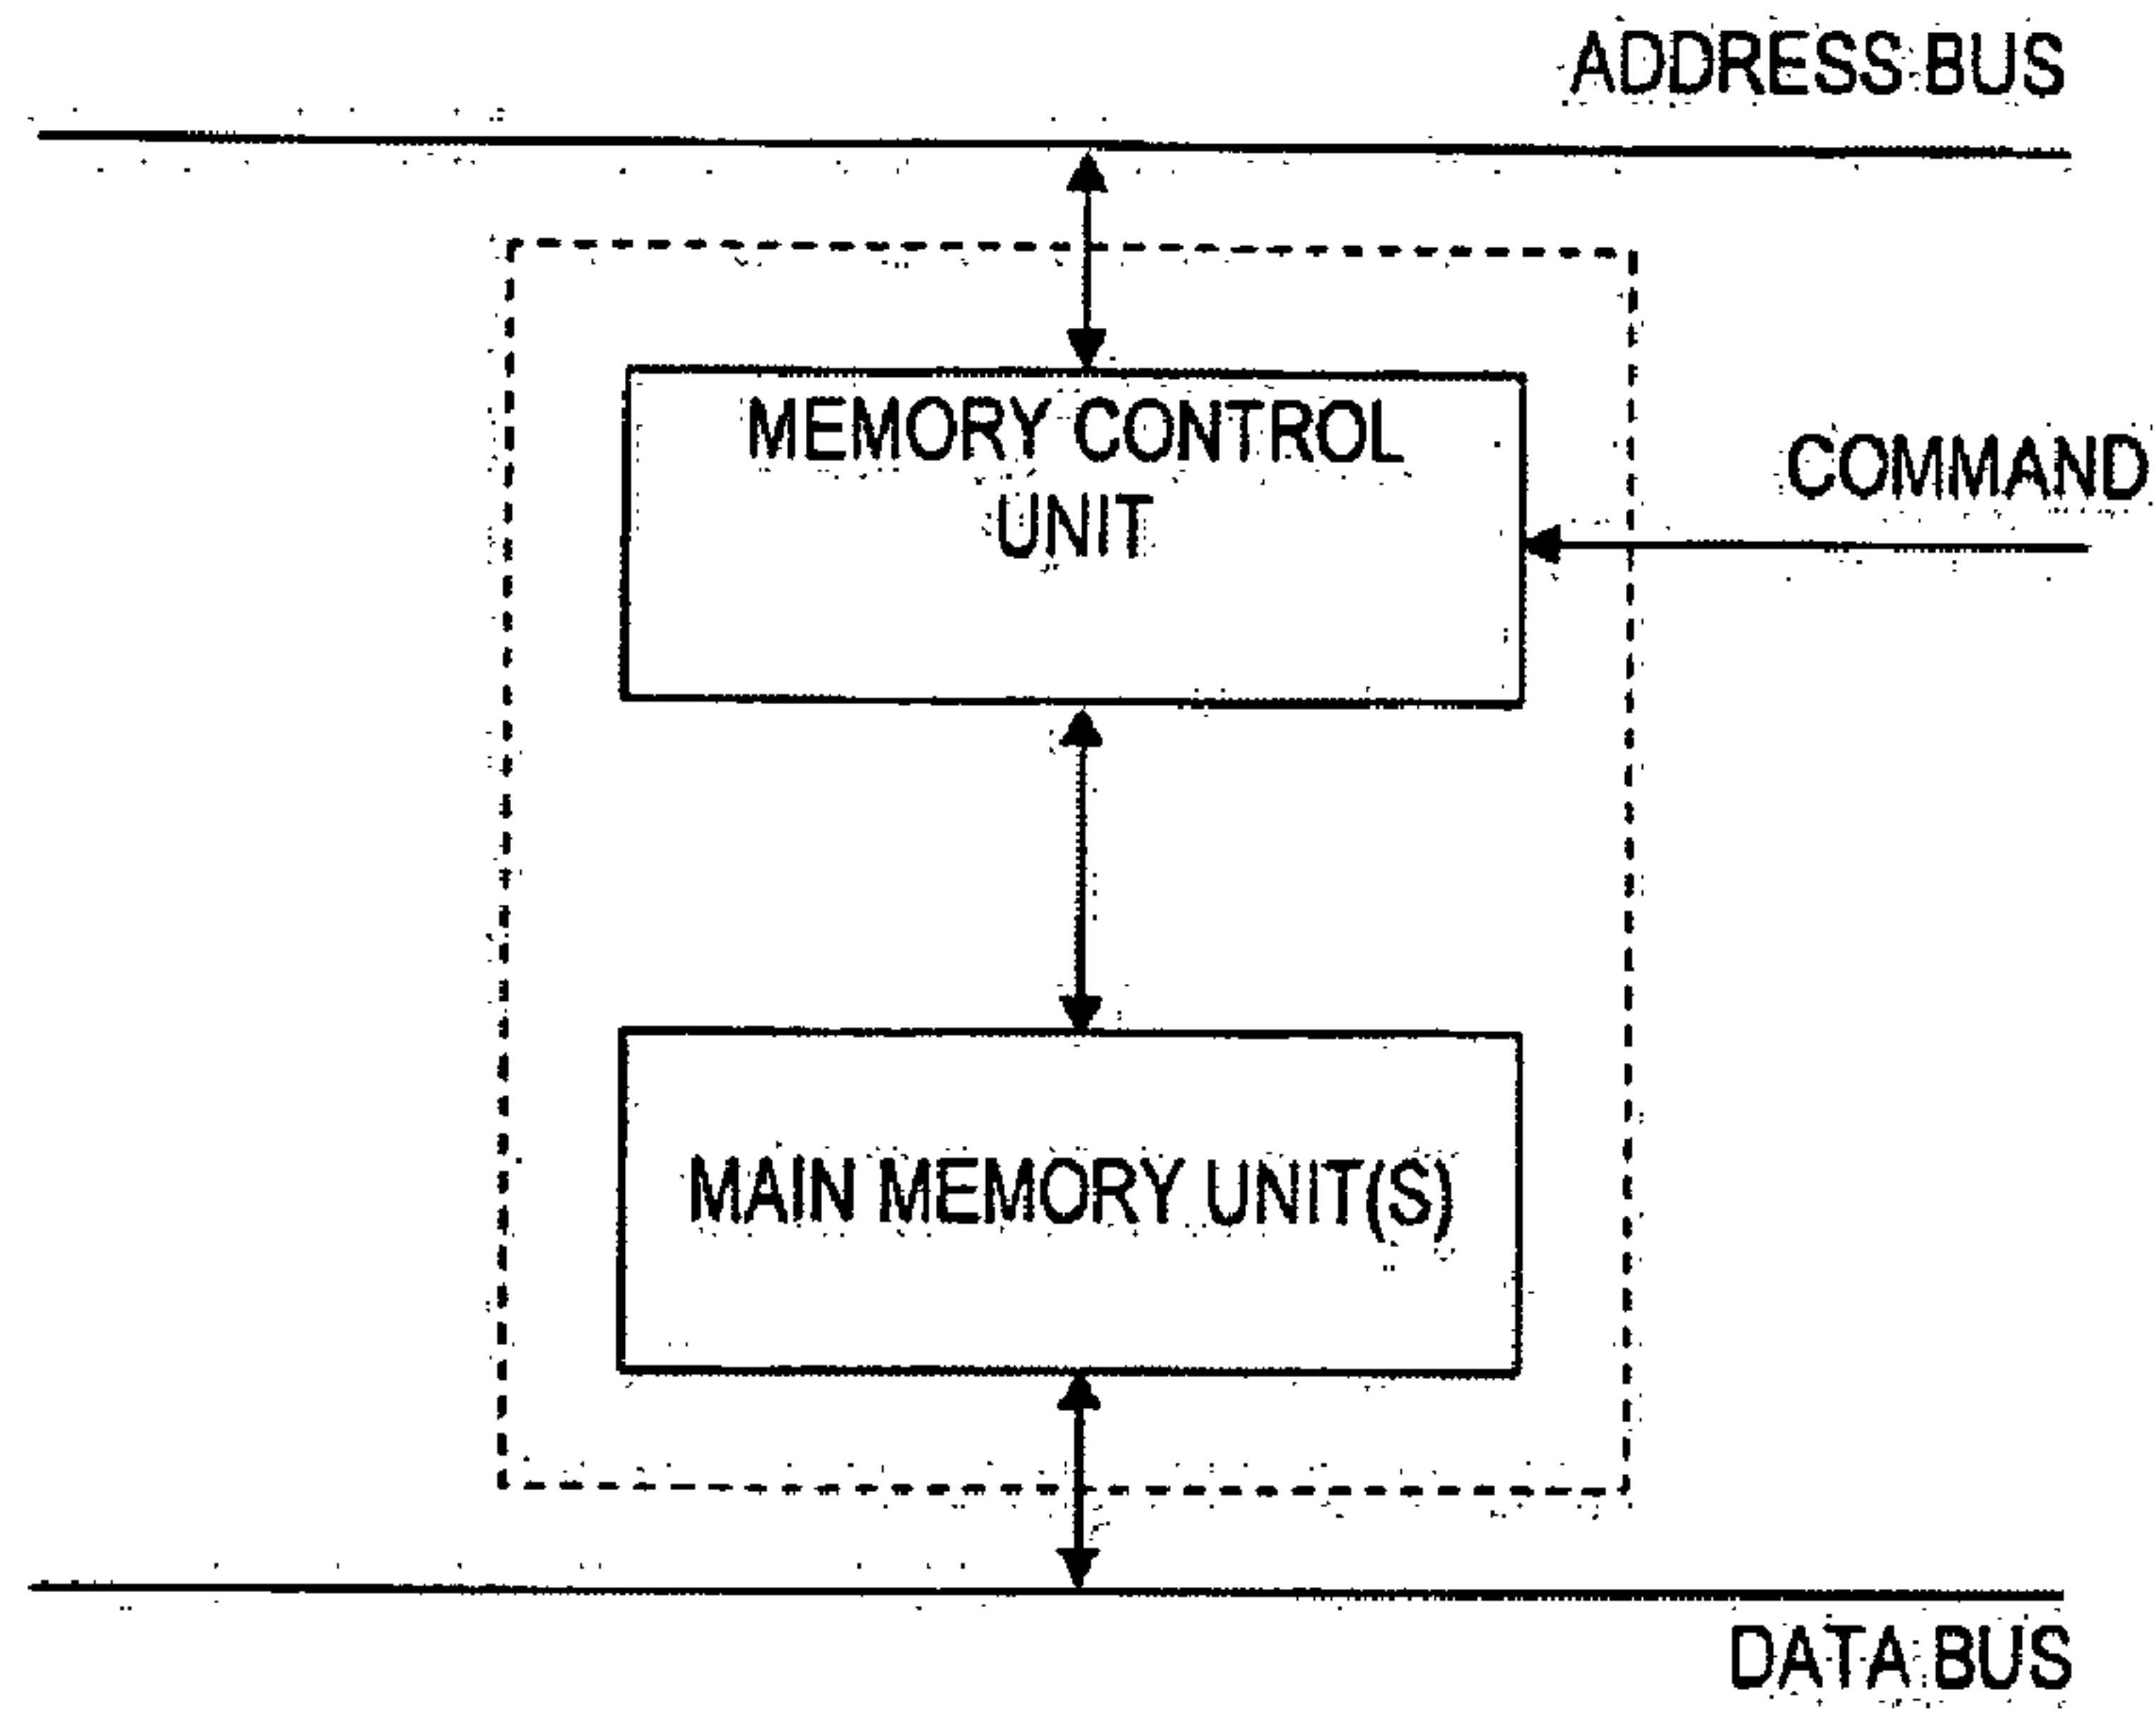 ADDRESS BUS
MEMORY CONTROL
UNIT
COMMAND
MAIN MEMORY UNIT(S)
DATA BUS